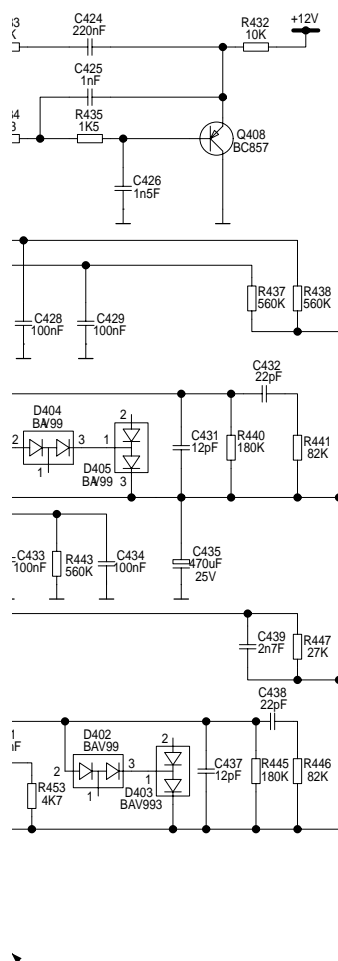 C424
220nF
R432
10K
+12V
C425
1nF
R435
1K5
Q408
BC857
C426
1n5F
R437
560K
R438
560K
C428
100nF
C429
100nF
C432
22pF
D404
BAV99
2
3
1
2
1
D405
BAV99
3
C431
12pF
R440
180K
R441
82K
C433
100nF
R443
560K
C434
100nF
C435
470uF
25V
C439
2n7F
R447
27K
C438
22pF
D402
BAV99
2
3
1
2
1
D403
BAV99
3
C437
12pF
R445
180K
R446
82K
R453
4K7